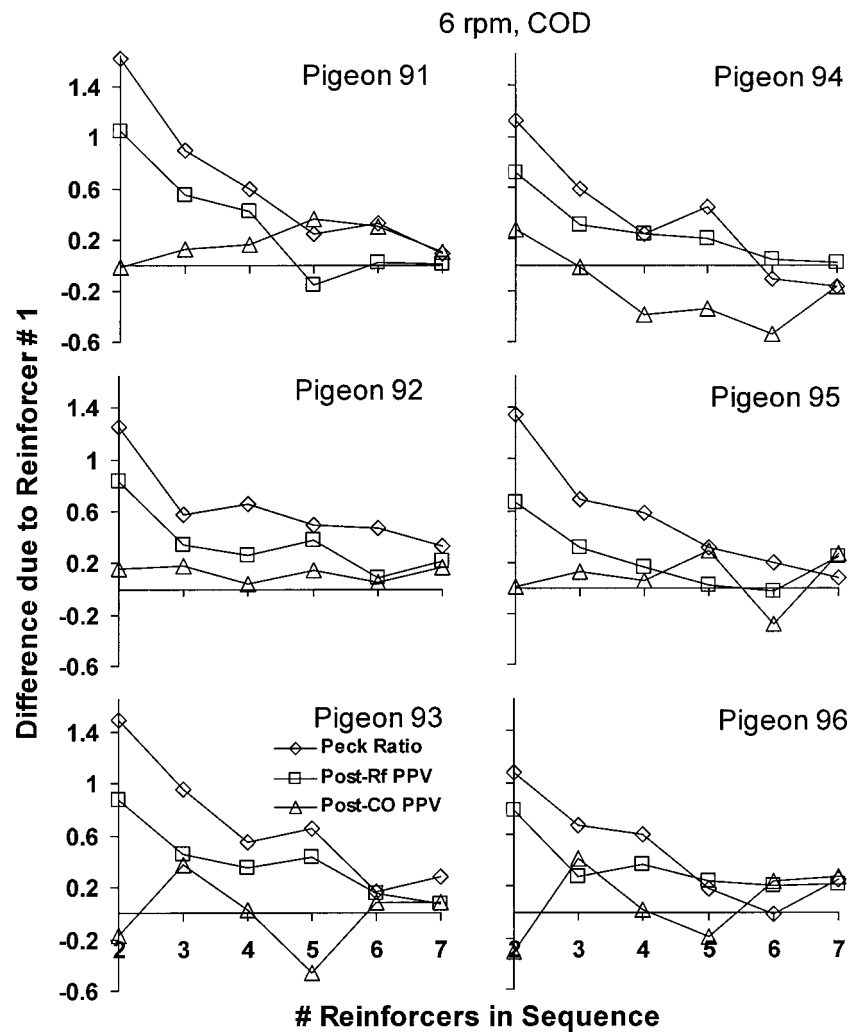 6 rpm, COD
Difference due to Reinforcer # 1
Pigeon 91
1.4
1
0.6
0.2
-0.2
-0.6
Pigeon 94
Pigeon 92
1.4
1
0.6
0.2
-0.2
-0.6
Pigeon 95
Pigeon 93
Peck Ratio
Post-Rf PPV
Post-CO PPV
1.4
1
0.6
0.2
-0.2
-0.6
2 3 4 5 6 7
Pigeon 96
2 3 4 5 6 7
# Reinforcers in Sequence